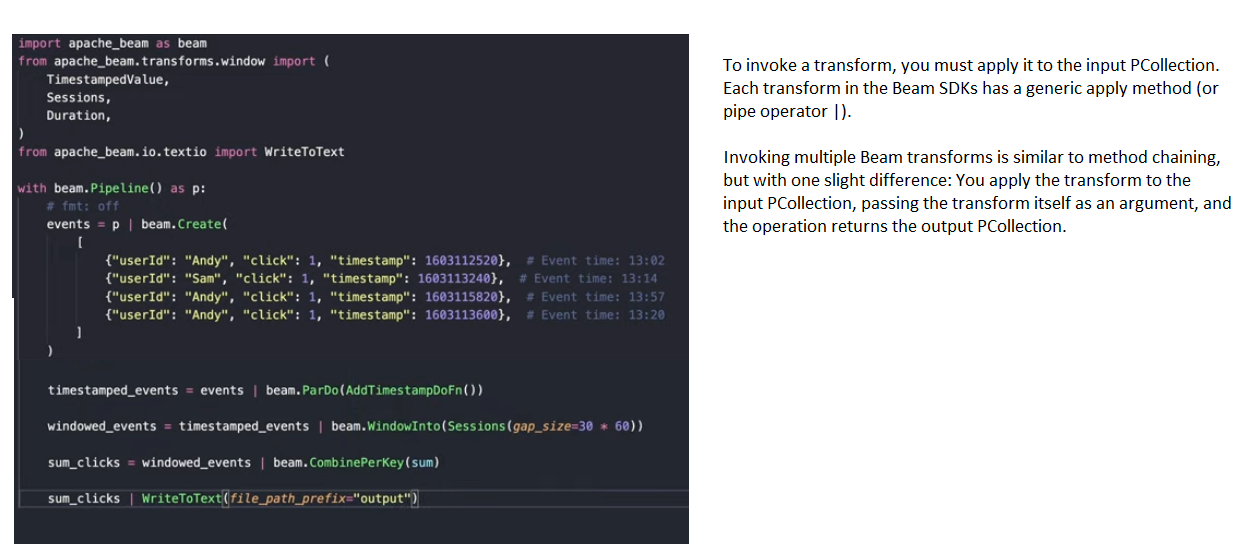 import apache_beam as beam
from apache_beam.transforms.window import (
    TimestampedValue,
    Sessions,
    Duration,
)
from apache_beam.io.textio import WriteToText
with beam.Pipeline() as p:
    # fmt: off
    events = p | beam.Create(
        [
            {"userId": "Andy", "click": 1, "timestamp": 1603112520},  # Event time: 13:02
            {"userId": "Sam", "click": 1, "timestamp": 1603113240},  # Event time: 13:14
            {"userId": "Andy", "click": 1, "timestamp": 1603115820},  # Event time: 13:57
            {"userId": "Andy", "click": 1, "timestamp": 1603113600},  # Event time: 13:20
        ]
    )
    timestamped_events = events | beam.ParDo(AddTimestampDoFn())
    windowed_events = timestamped_events | beam.WindowInto(Sessions(gap_size=30 * 60))
    sum_clicks = windowed_events | beam.CombinePerKey(sum)
    sum_clicks | WriteToText(file_path_prefix="output")
To invoke a transform, you must apply it to the input PCollection.
Each transform in the Beam SDKs has a generic apply method (or
pipe operator |).
Invoking multiple Beam transforms is similar to method chaining,
but with one slight difference: You apply the transform to the
input PCollection, passing the transform itself as an argument, and
the operation returns the output PCollection.